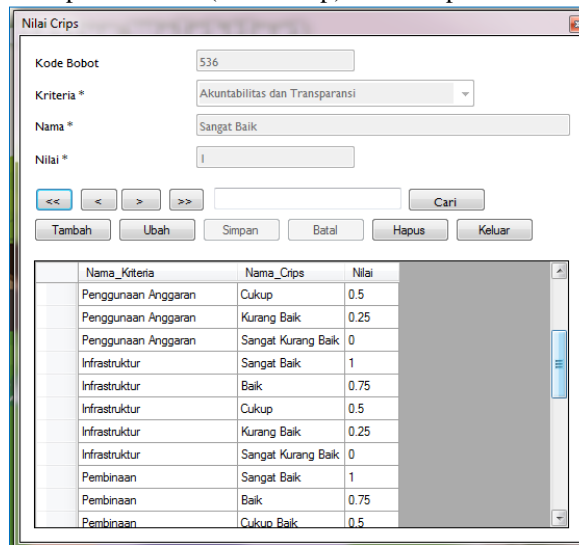 Nilai Crips
Kode Bobot 536
Kriteria * Akuntabilitas dan Transparansi
Nama * Sangat Baik
Nilai * 1
<< < > >> Cari
Tambah Ubah Simpan Batal Hapus Keluar
Nama_Kriteria Nama_Crips Nilai
Penggunaan Anggaran Cukup 0.5
Penggunaan Anggaran Kurang Baik 0.25
Penggunaan Anggaran Sangat Kurang Baik 0
Infrastruktur Sangat Baik 1
Infrastruktur Baik 0.75
Infrastruktur Cukup 0.5
Infrastruktur Kurang Baik 0.25
Infrastruktur Sangat Kurang Baik 0
Pembinaan Sangat Baik 1
Pembinaan Baik 0.75
Pembinaan Cukup Baik 0.5